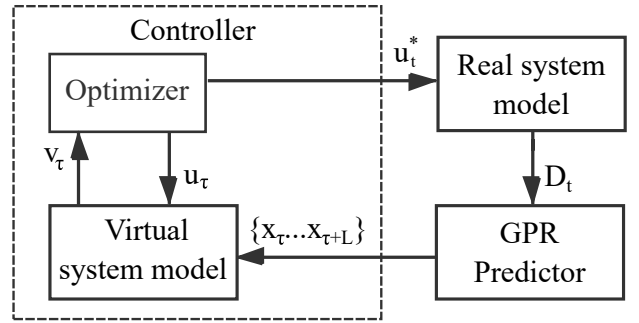 Controller
u*t
Optimizer
Real system
model
vτ
uτ
Dt
Virtual
system model
{xτ...xτ+L}
GPR
Predictor